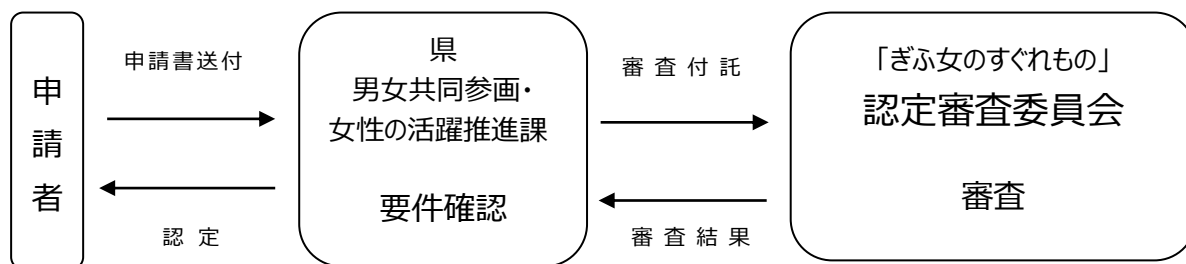 申請者
申請書送付
認定
県
男女共同参画・
女性の活躍推進課
要件確認
審査付託
審査結果
「ぎふ女のすぐれもの」
認定審査委員会
審査